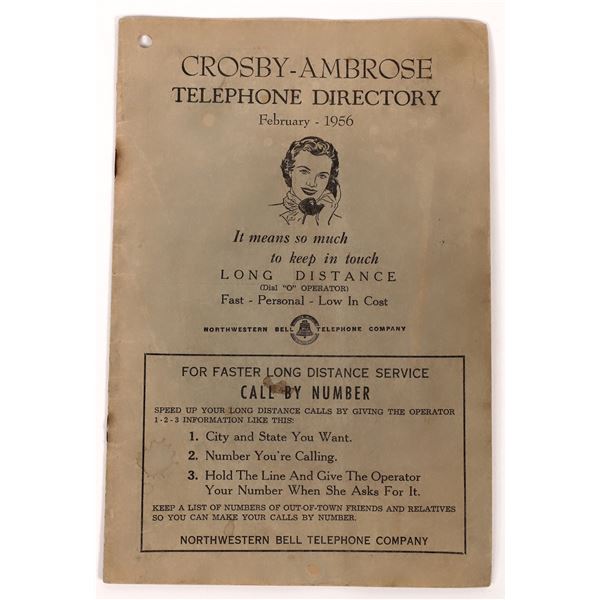 CROSBY-AMBROSE
TELEPHONE DIRECTORY
February - 1956
It means so much
to keep in touch
LONG DISTANCE
(Dial "O" OPERATOR)
Fast - Personal - Low In Cost
NORTHWESTERN BELL TELEPHONE COMPANY
FOR FASTER LONG DISTANCE SERVICE
CALL BY NUMBER
SPEED UP YOUR LONG DISTANCE CALLS BY GIVING THE OPERATOR
1-2-3 INFORMATION LIKE THIS:
1. City and State You Want.
2. Number You're Calling.
3. Hold The Line And Give The Operator
Your Number When She Asks For It.
KEEP A LIST OF NUMBERS OF OUT-OF-TOWN FRIENDS AND RELATIVES
SO YOU CAN MAKE YOUR CALLS BY NUMBER.
NORTHWESTERN BELL TELEPHONE COMPANY